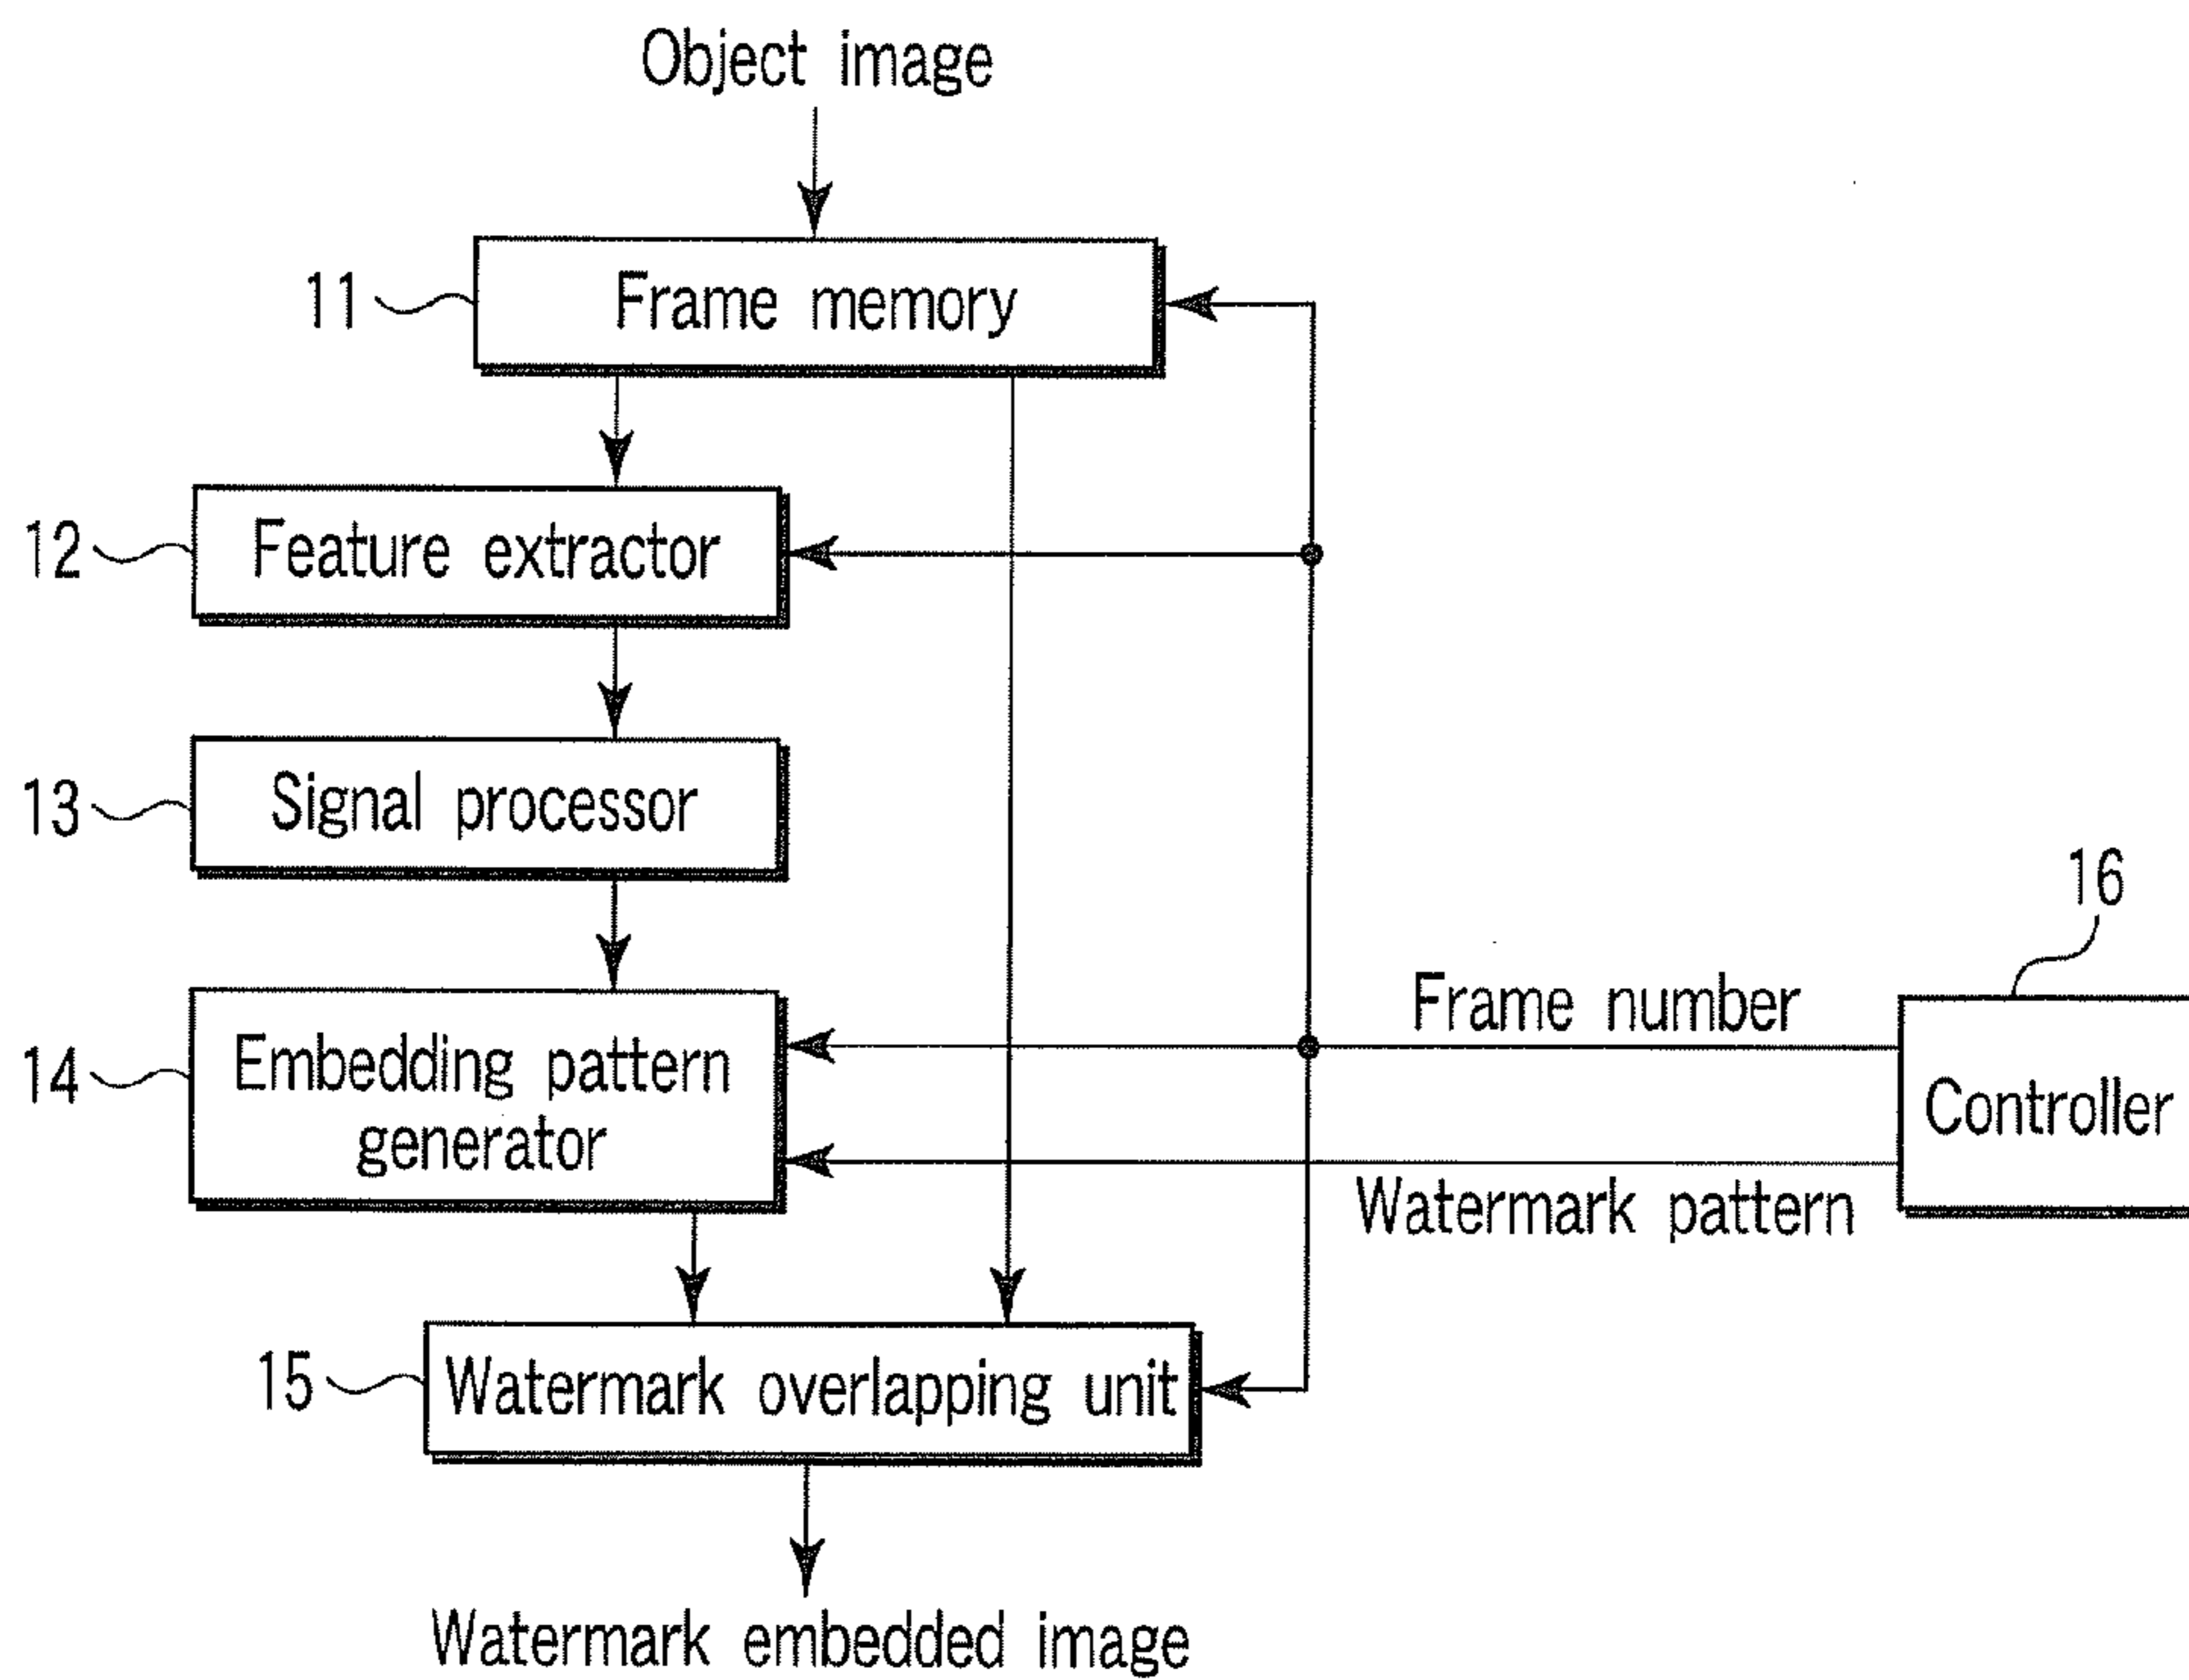 Object image
11
Frame memory
12
Feature extractor
13
Signal processor
16
Frame number
14
Embedding pattern
generator
Controller
Watermark pattern
15
Watermark overlapping unit
Watermark embedded image